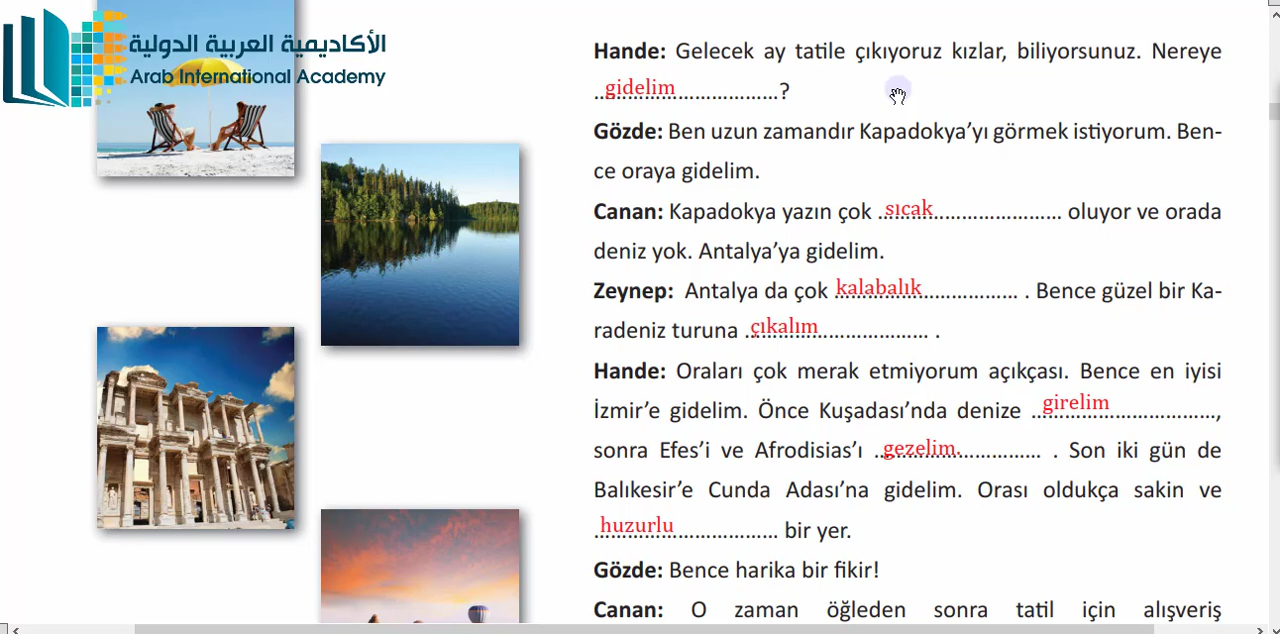 الأكاديمية العربية الدولية
Arab International Academy
Hande: Gelecek ay tatile çıkıyoruz kızlar, biliyorsunuz. Nereye
..gidelim..............................?
Gözde: Ben uzun zamandır Kapadokya’yı görmek istiyorum. Ben-
ce oraya gidelim.
Canan: Kapadokya yazın çok ..sıcak.............................. oluyor ve orada
deniz yok. Antalya’ya gidelim.
Zeynep: Antalya da çok kalabalık.............................. . Bence güzel bir Ka-
radeniz turuna ..çıkalım.............................. .
Hande: Oraları çok merak etmiyorum açıkçası. Bence en iyisi
İzmir’e gidelim. Önce Kuşadası’nda denize ..girelim..............................,
sonra Efes’i ve Afrodisias’ı ..gezelim............................... . Son iki gün de
Balıkesir’e Cunda Adası’na gidelim. Orası oldukça sakin ve
huzurlu.............................. bir yer.
Gözde: Bence harika bir fikir!
Canan: O zaman öğleden sonra tatil için alışveriş